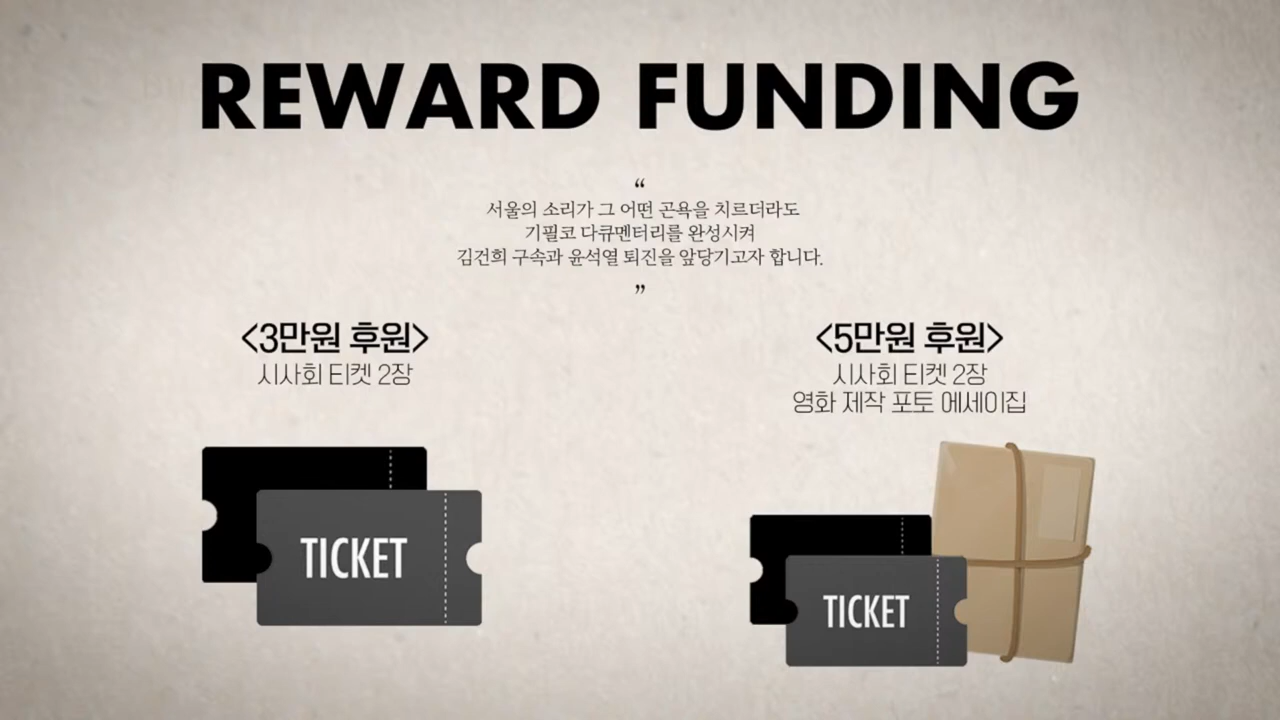 REWARD FUNDING
“
서울의 소리가 그 어떤 곤욕을 치르더라도
기필코 다큐멘터리를 완성시켜
김건희 구속과 윤석열 퇴진을 앞당기고자 합니다.
”
<3만원 후원>
시사회 티켓 2장
<5만원 후원>
시사회 티켓 2장
영화 제작 포토 에세이집
TICKET
TICKET